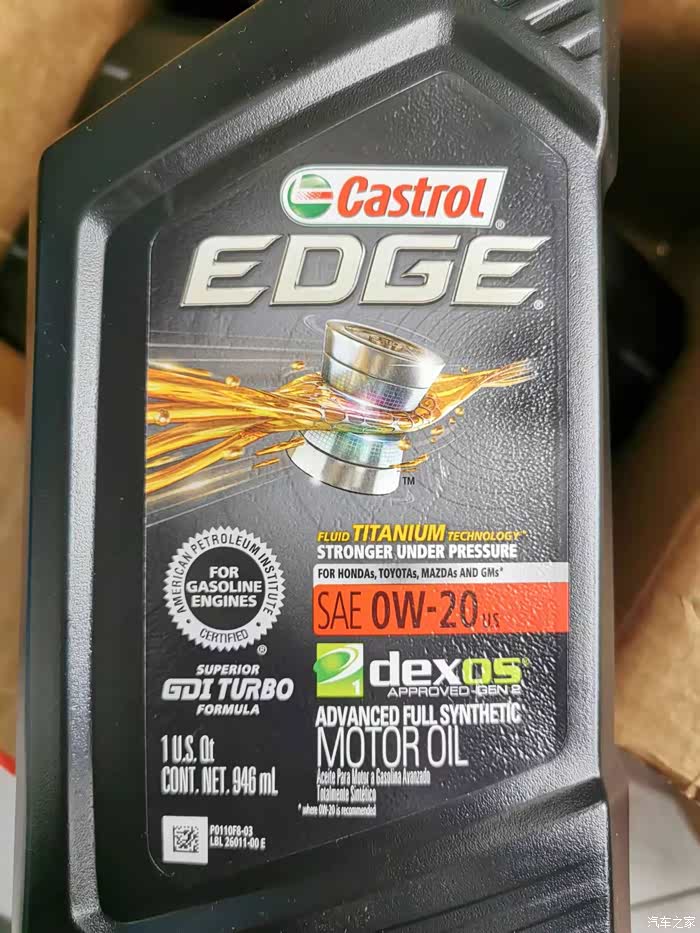 Castrol®
EDGE®
TM
FLUID TITANIUM TECHNOLOGY™
STRONGER UNDER PRESSURE
FOR HONDAs, TOYOTAs, MAZDAs AND GMs*
SAE 0W-20 U.S
AMERICAN PETROLEUM INSTITUTE
FOR
GASOLINE
ENGINES
CERTIFIED
®
SUPERIOR
GDI TURBO
FORMULA
1 U.S. Qt
CONT. NET. 946 mL
1 dexos®
APPROVED-GEN 2
ADVANCED FULL SYNTHETIC
MOTOR OIL
Aceite Para Motor a Gasolina Avanzado
Totalmente Sintético
* where 0W-20 is recommended
P0110F8-03
LBL 26011-00 E
汽车之家